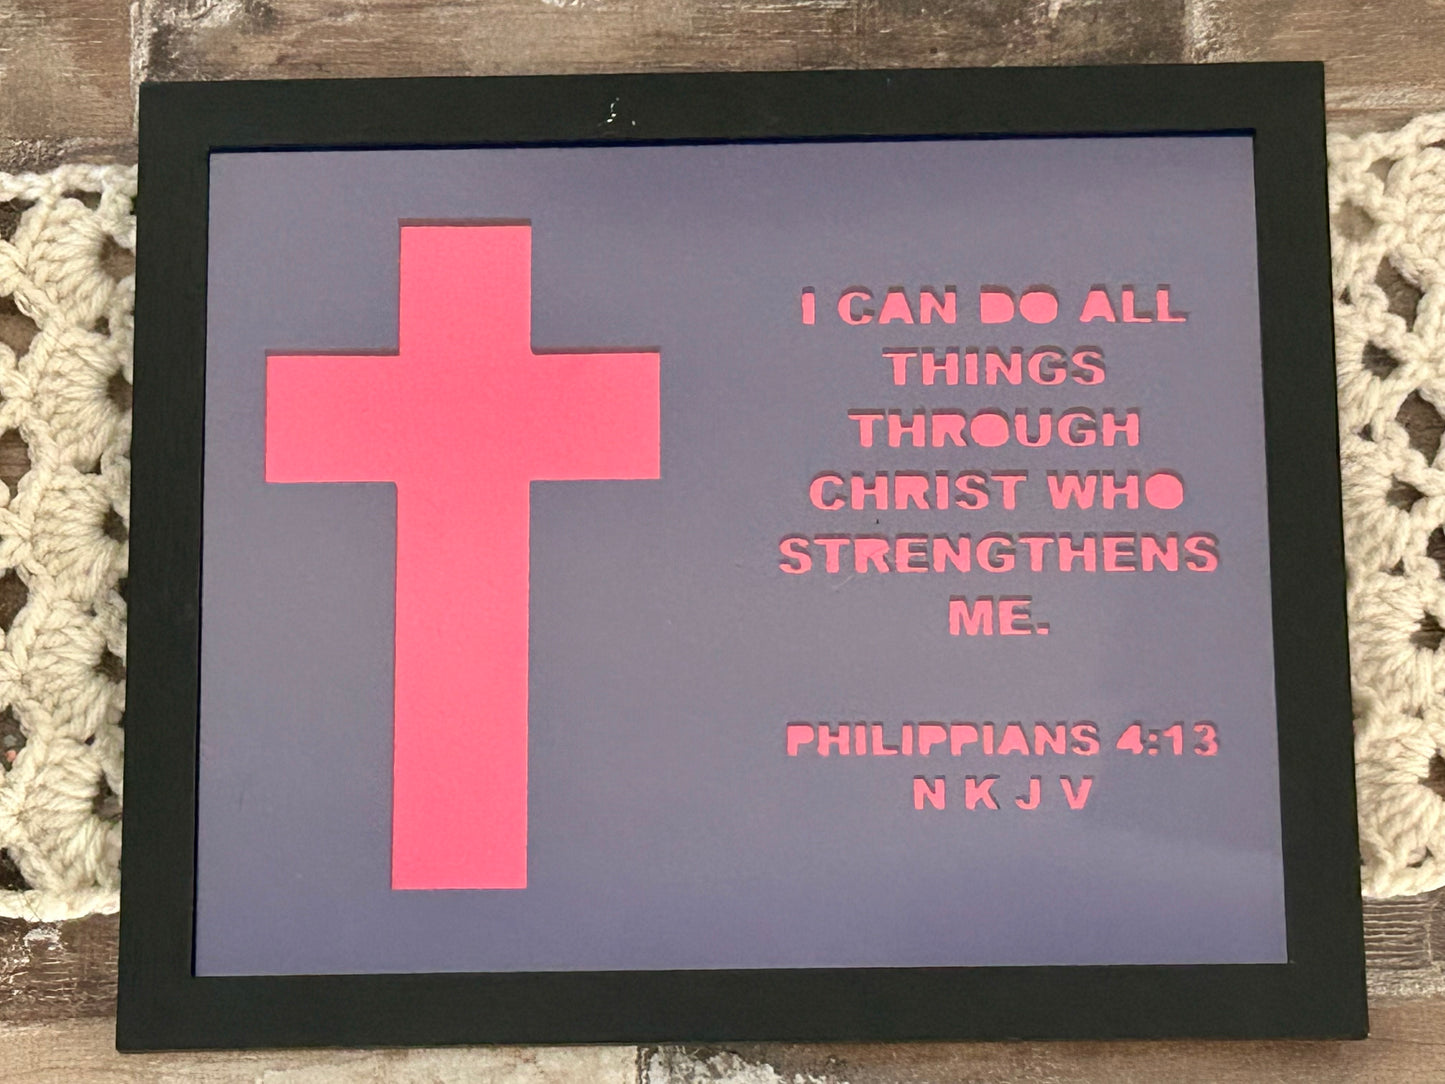 I CAN DO ALL
THINGS
THROUGH
CHRIST WHO
STRENGTHENS
ME.
PHILIPPIANS 4:13
N K J V